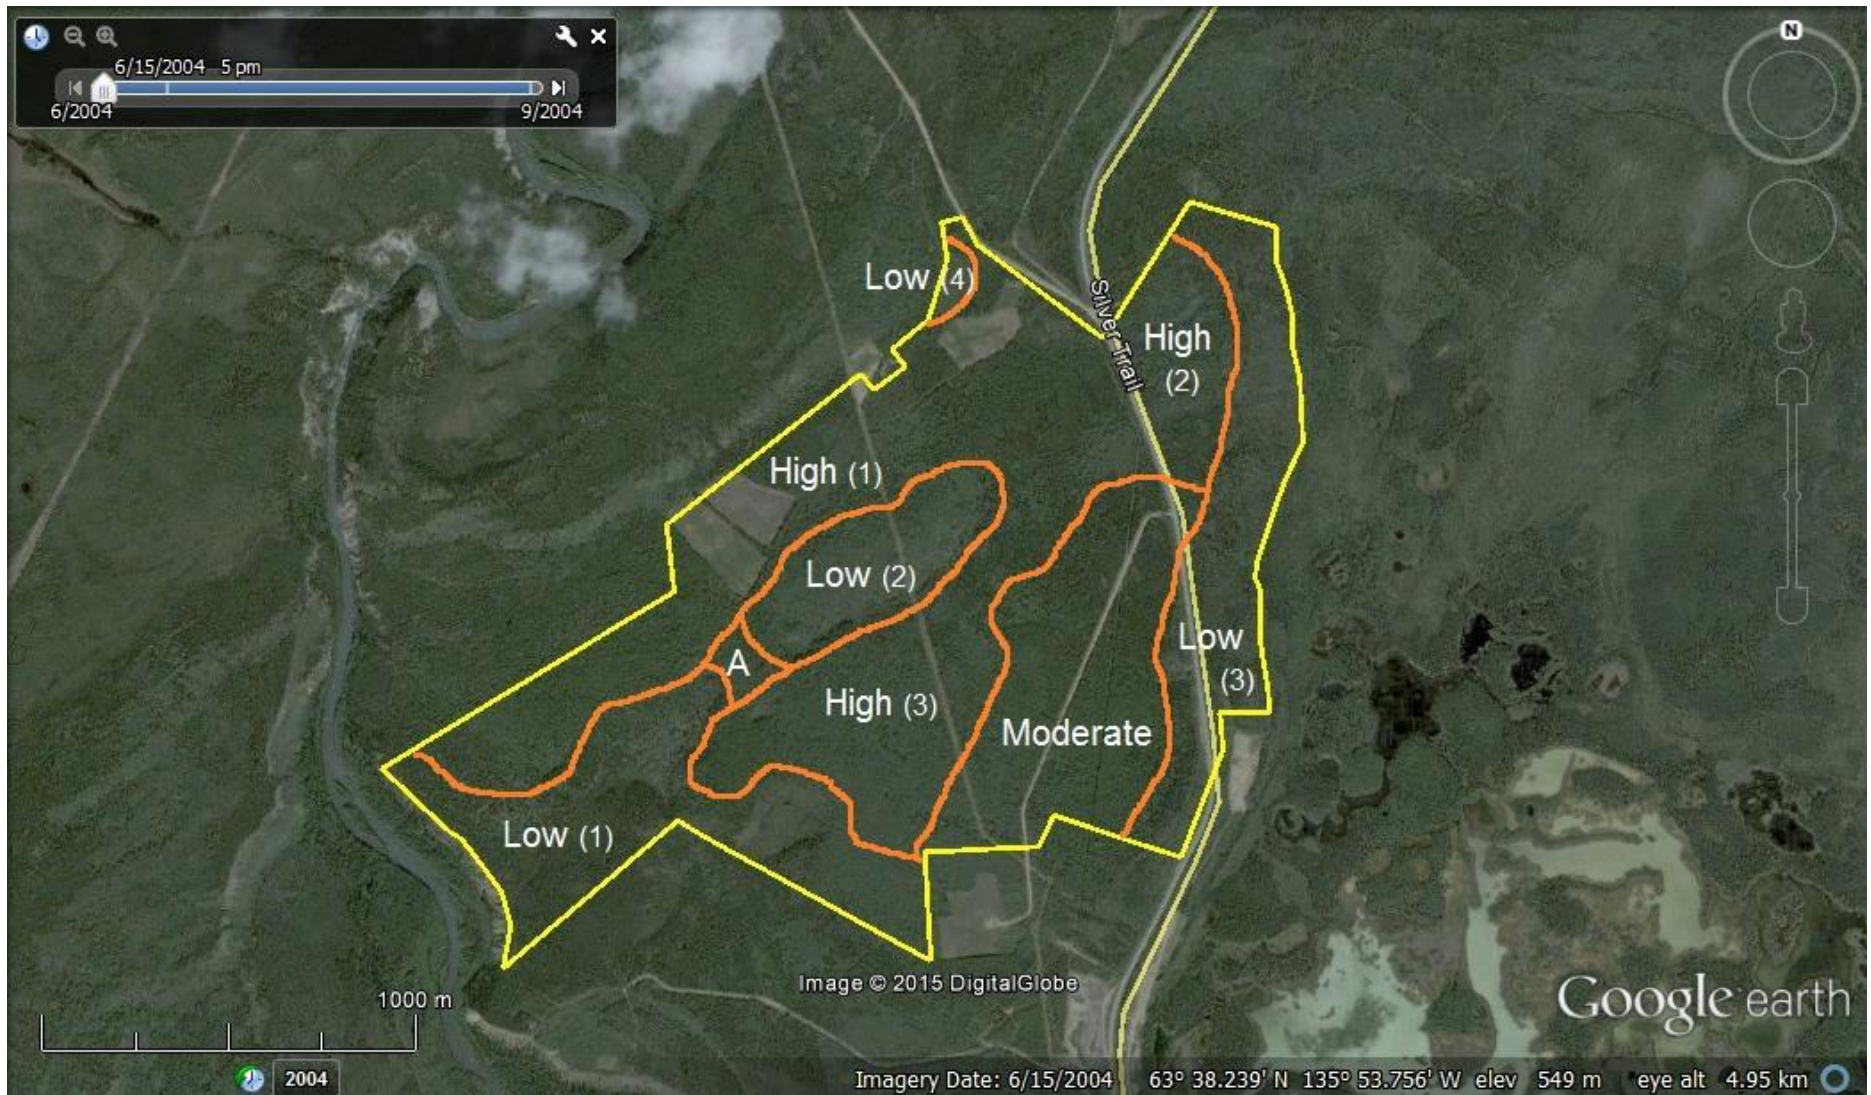 6/15/2004 5 pm
6/2004
9/2004
N
Low (4)
Silver Trail
High
(2)
High (1)
Low (2)
A
Low
(3)
High (3)
Moderate
Low (1)
Image © 2015 DigitalGlobe
1000 m
Google earth
2004
Imagery Date: 6/15/2004 63° 38.239' N 135° 53.756' W elev 549 m eye alt 4.95 km